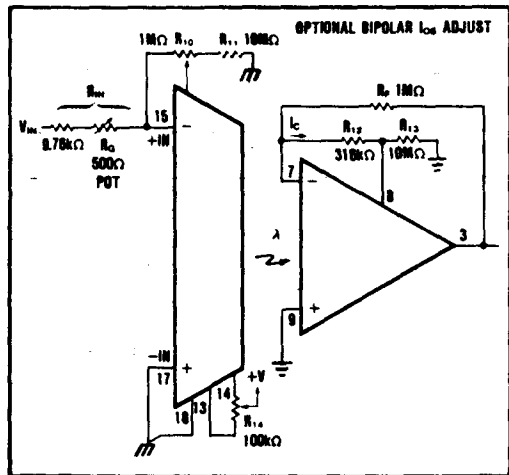 OPTIONAL BIPOLAR IOS ADJUST
1MΩ R10 R11 10MΩ
RF 1MΩ
RIN
VIN
9.76kΩ RG
500Ω
POT
15
-
+IN
IC
R12 R13
316kΩ 10MΩ
7
-
8
λ
3
9
+
-IN
17
+
18
13
14
+V
R14
100kΩ